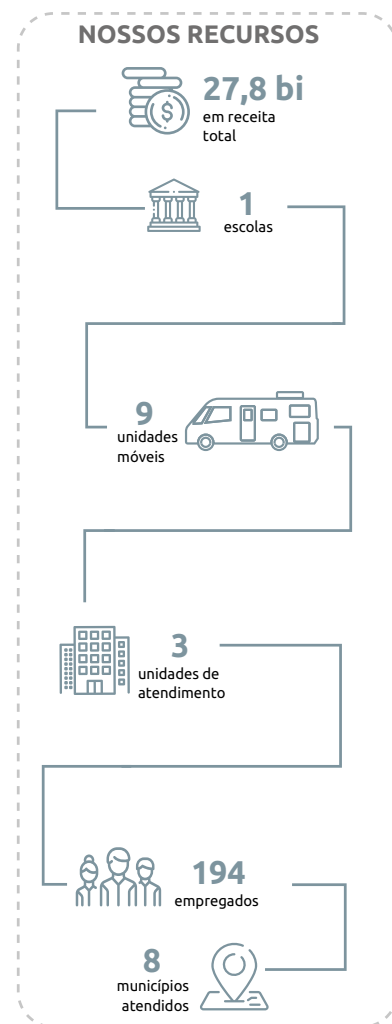 NOSSOS RECURSOS
27,8 bi
em receita
total
1
escolas
9
unidades
móveis
3
unidades de
atendimento
194
empregados
8
municípios
atendidos